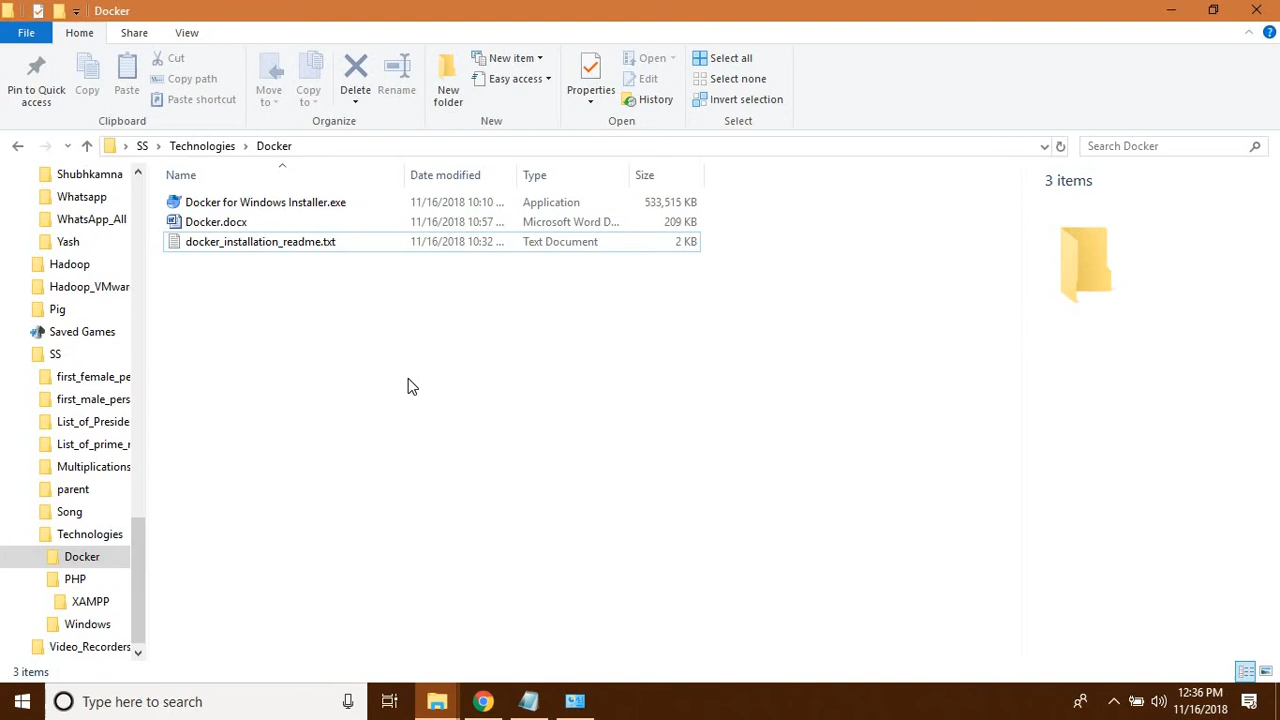 Docker
File Home Share View
Pin to Quick access
Copy
Paste
Cut
Copy path
Paste shortcut
Clipboard
Move to
Copy to
Delete
Rename
Organize
New folder
New item
Easy access
New
Properties
Open
Edit
History
Open
Select all
Select none
Invert selection
Select
SS Technologies Docker
Search Docker
Shubhkamna
Whatsapp
WhatsApp_All
Yash
Hadoop
Hadoop_VMwar
Pig
Saved Games
SS
first_female_pe
first_male_pers
List_of_Preside
List_of_prime_r
Multiplications
parent
Song
Technologies
Docker
PHP
XAMPP
Windows
Video_Recorders
Name Date modified Type Size
Docker for Windows Installer.exe 11/16/2018 10:10 ... Application 533,515 KB
Docker.docx 11/16/2018 10:57 ... Microsoft Word D... 209 KB
docker_installation_readme.txt 11/16/2018 10:32 ... Text Document 2 KB
3 items
3 items
Type here to search
12:36 PM
11/16/2018